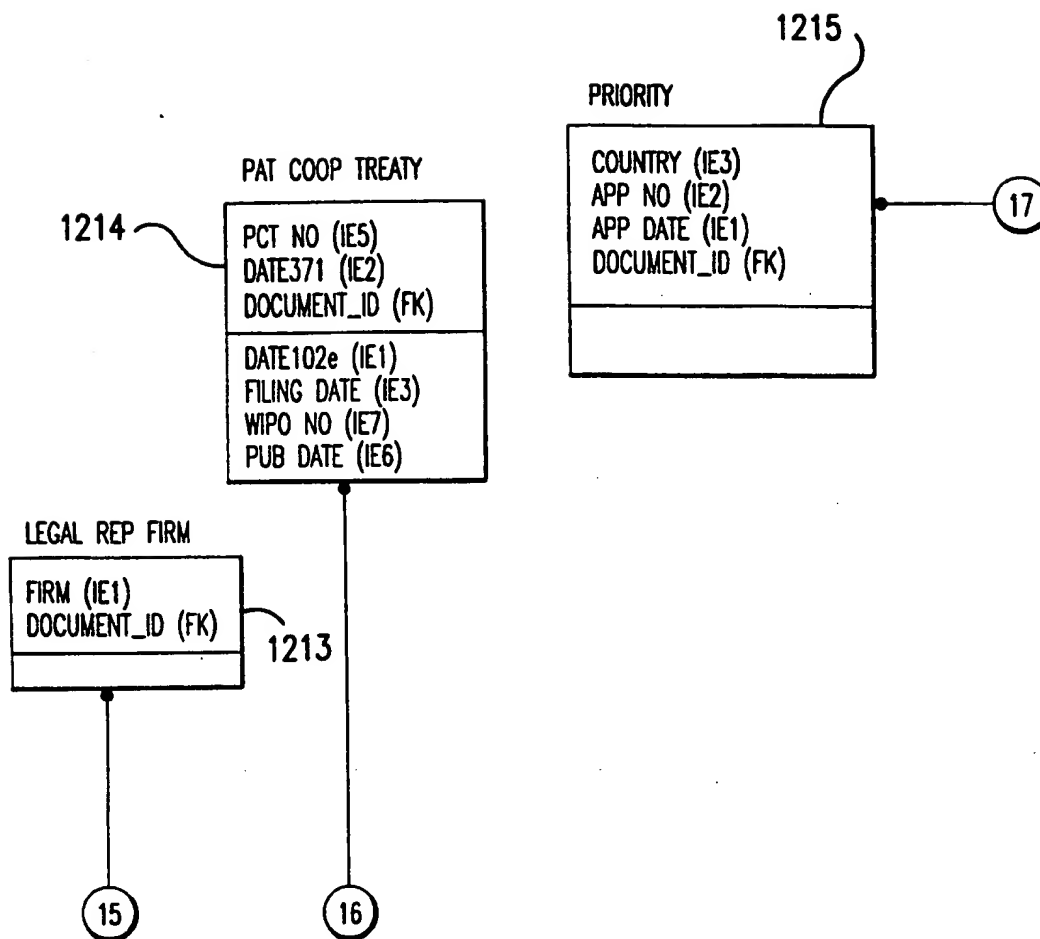 1215
PRIORITY
COUNTRY (IE3)
APP NO (IE2)
APP DATE (IE1)
DOCUMENT_ID (FK)
17
PAT COOP TREATY
1214
PCT NO (IE5)
DATE371 (IE2)
DOCUMENT_ID (FK)
DATE102e (IE1)
FILING DATE (IE3)
WIPO NO (IE7)
PUB DATE (IE6)
LEGAL REP FIRM
FIRM (IE1)
DOCUMENT_ID (FK)
1213
15
16